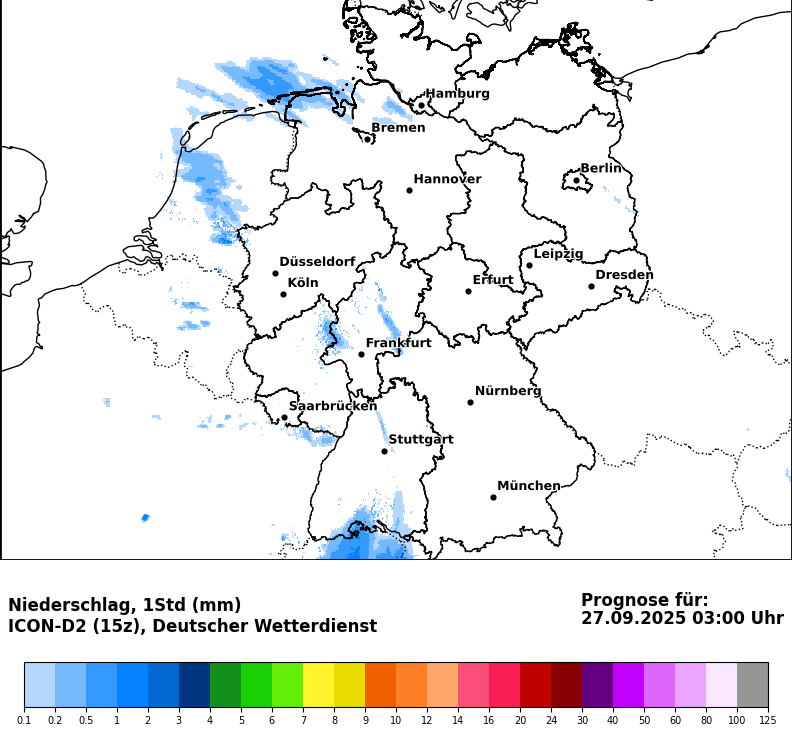 Hamburg
Bremen
Berlin
Hannover
Düsseldorf
Leipzig
Köln
Erfurt
Dresden
Frankfurt
Nürnberg
Saarbrücken
Stuttgart
München
Niederschlag, 1Std (mm)
ICON-D2 (15z), Deutscher Wetterdienst
Prognose für:
27.09.2025 03:00 Uhr
0.1 0.2 0.5 1 2 3 4 5 6 7 8 9 10 12 14 16 20 24 30 40 50 60 80 100 125